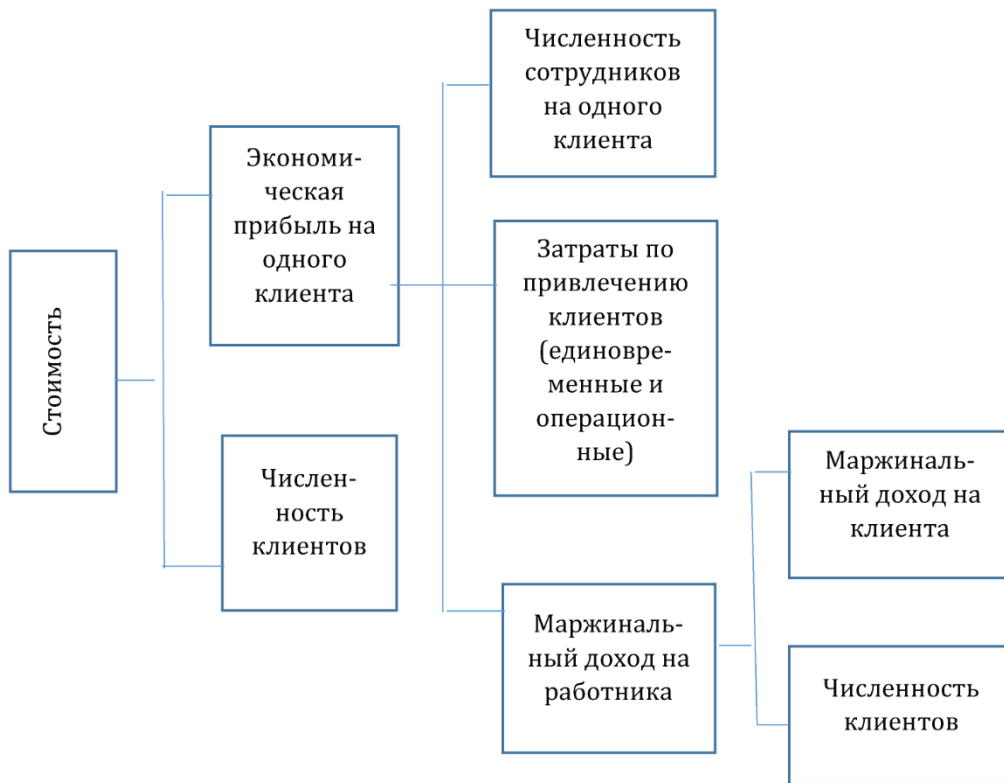 Стоимость
Экономи-
ческая
прибыль на
одного
клиента
Числен-
ность
клиентов
Численность
сотрудников
на одного
клиента
Затраты по
привлечению
клиентов
(единовре-
менные и
операцион-
ные)
Маржиналь-
ный доход на
работника
Маржиналь-
ный доход на
клиента
Численность
клиентов